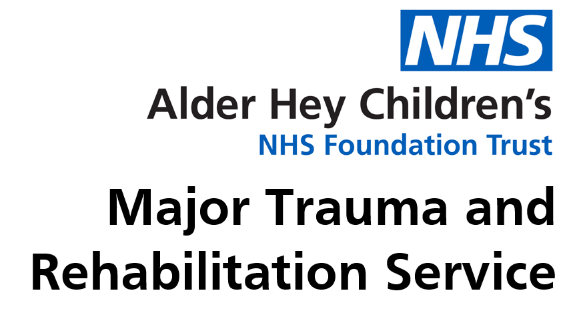 NHS
Alder Hey Children's
NHS Foundation Trust
Major Trauma and
Rehabilitation Service